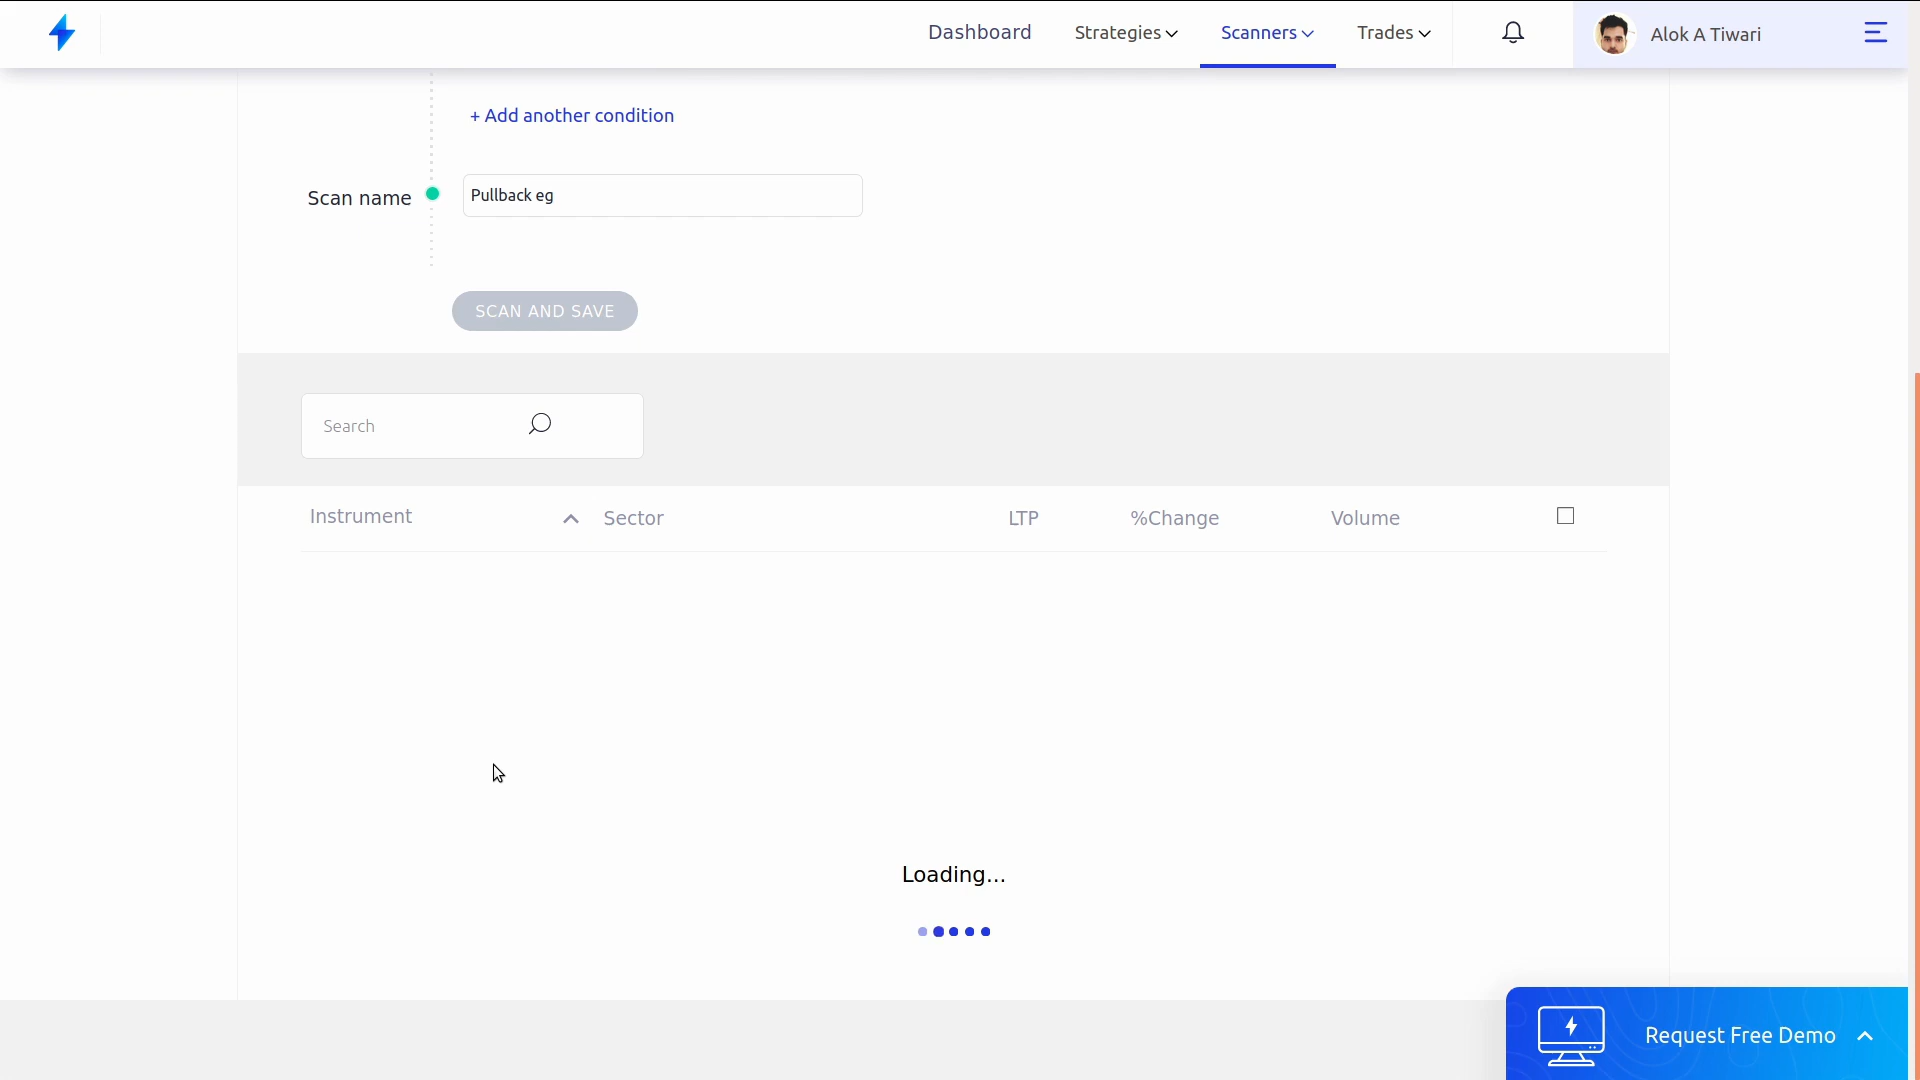 Dashboard Strategies Scanners Trades Alok A Tiwari
+ Add another condition
Scan name Pullback eg
SCAN AND SAVE
Search
Instrument Sector LTP %Change Volume
Loading...
Request Free Demo